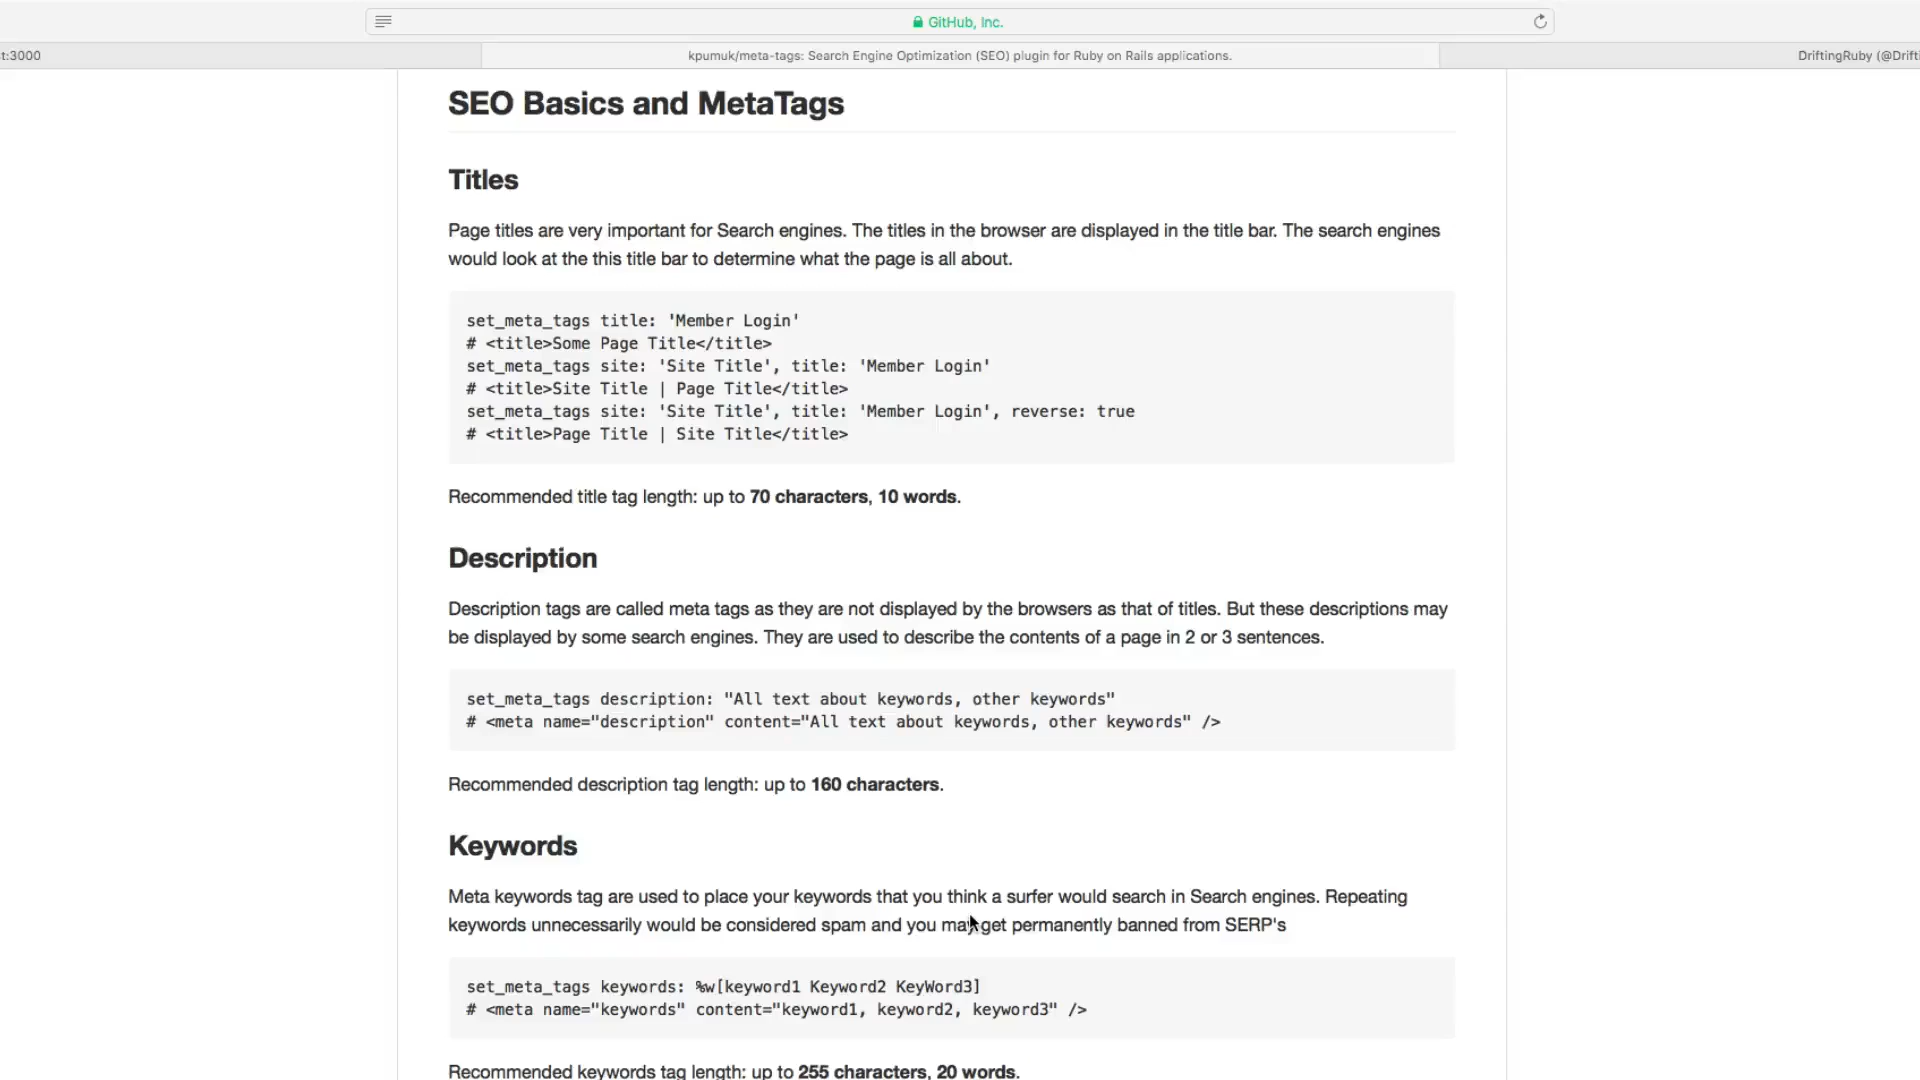 GitHub, Inc.
t:3000
kpumuk/meta-tags: Search Engine Optimization (SEO) plugin for Ruby on Rails applications.
DriftingRuby (@Drifti
SEO Basics and MetaTags
Titles
Page titles are very important for Search engines. The titles in the browser are displayed in the title bar. The search engines
would look at the this title bar to determine what the page is all about.
set_meta_tags title: 'Member Login'
# <title>Some Page Title</title>
set_meta_tags site: 'Site Title', title: 'Member Login'
# <title>Site Title | Page Title</title>
set_meta_tags site: 'Site Title', title: 'Member Login', reverse: true
# <title>Page Title | Site Title</title>
Recommended title tag length: up to 70 characters, 10 words.
Description
Description tags are called meta tags as they are not displayed by the browsers as that of titles. But these descriptions may
be displayed by some search engines. They are used to describe the contents of a page in 2 or 3 sentences.
set_meta_tags description: "All text about keywords, other keywords"
# <meta name="description" content="All text about keywords, other keywords" />
Recommended description tag length: up to 160 characters.
Keywords
Meta keywords tag are used to place your keywords that you think a surfer would search in Search engines. Repeating
keywords unnecessarily would be considered spam and you may get permanently banned from SERP's
set_meta_tags keywords: %w[keyword1 Keyword2 KeyWord3]
# <meta name="keywords" content="keyword1, keyword2, keyword3" />
Recommended keywords tag length: up to 255 characters, 20 words.